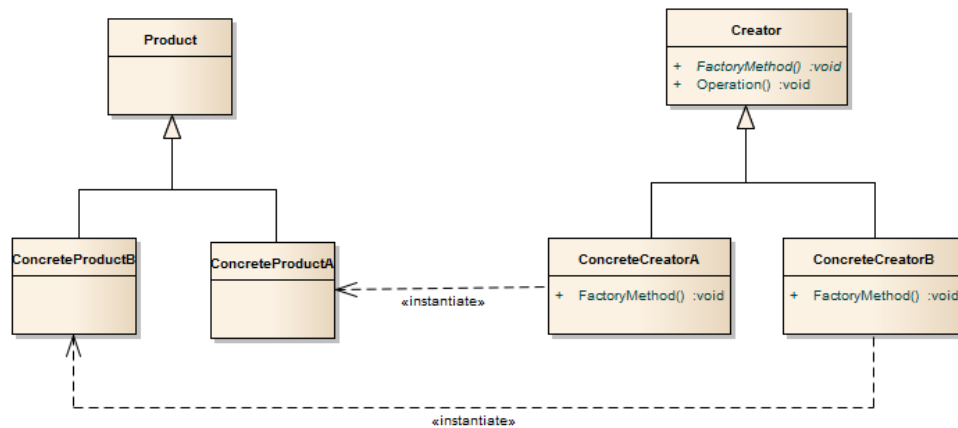 Product
Creator
+ FactoryMethod() :void
+ Operation() :void
ConcreteProductB
ConcreteProductA
ConcreteCreatorA
+ FactoryMethod() :void
ConcreteCreatorB
+ FactoryMethod() :void
«instantiate»
«instantiate»